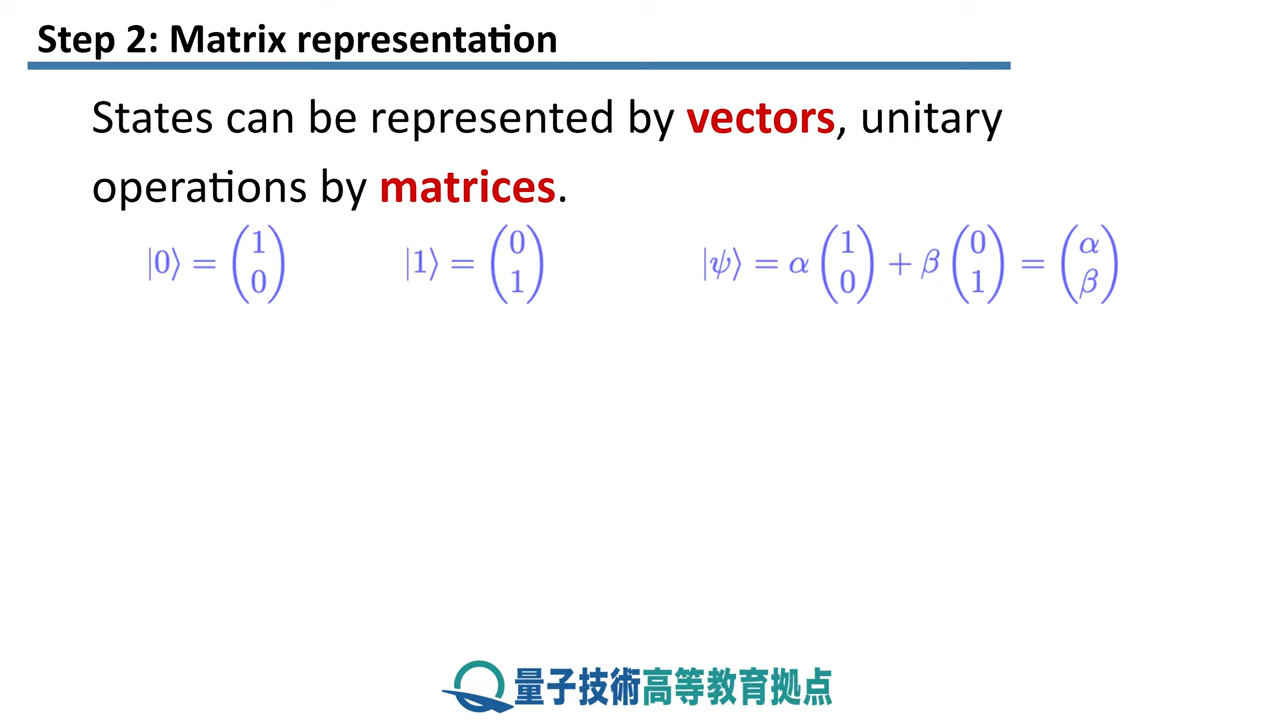 Step 2: Matrix representation
States can be represented by vectors, unitary
operations by matrices.
|0⟩ = (1 0) |1⟩ = (0 1) |ψ⟩ = α (1 0) + β (0 1) = (α β)
量子技術高等教育拠点